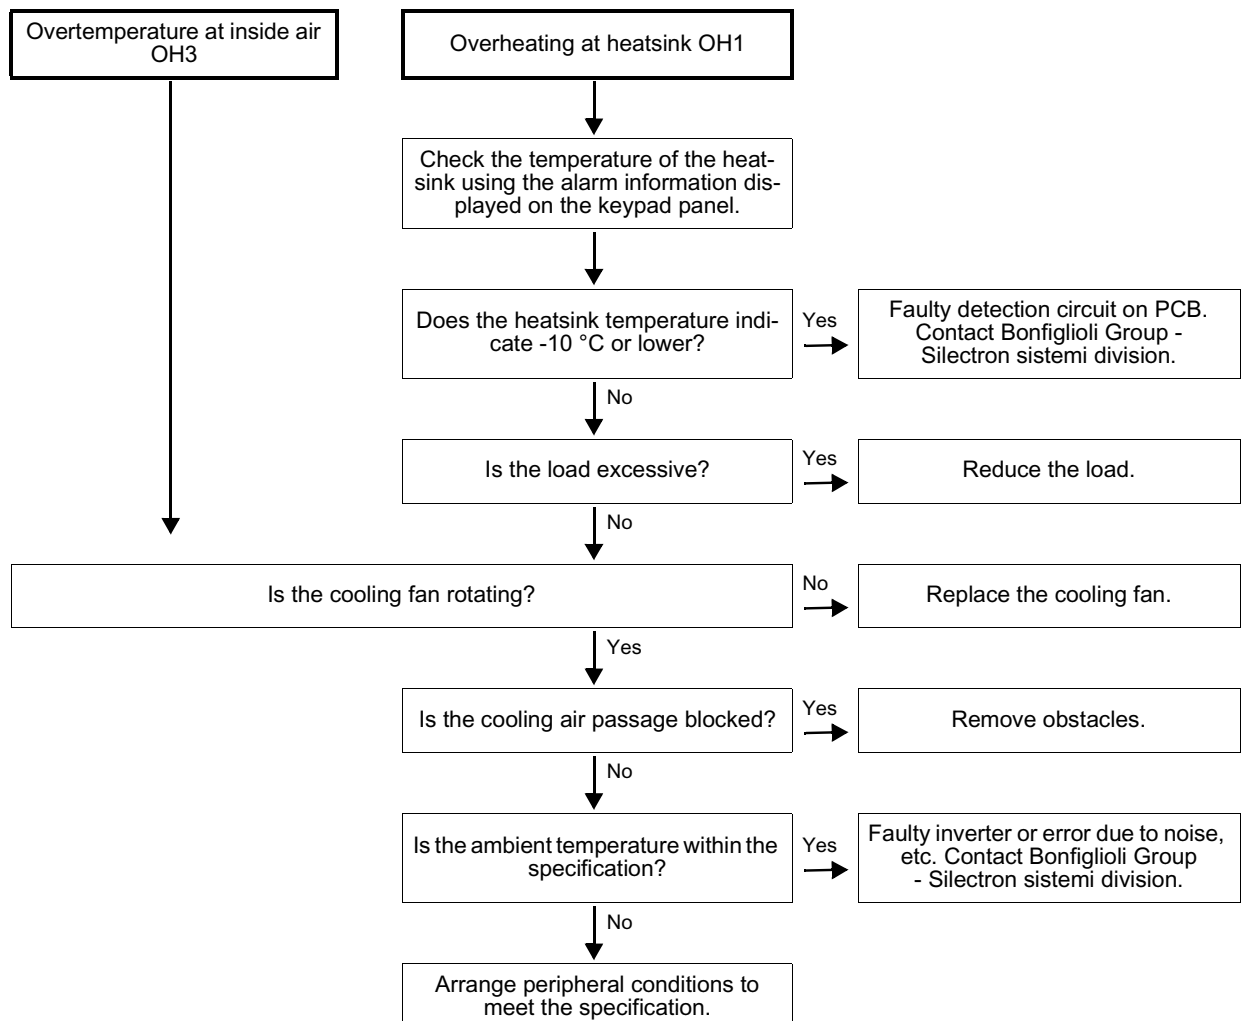 Overtemperature at inside air
OH3
Overheating at heatsink OH1
Check the temperature of the heat-
sink using the alarm information dis-
played on the keypad panel.
Does the heatsink temperature indi-
cate -10 °C or lower?
Yes
Faulty detection circuit on PCB.
Contact Bonfiglioli Group -
Silectron sistemi division.
No
Is the load excessive?
Yes
Reduce the load.
No
Is the cooling fan rotating?
No
Replace the cooling fan.
Yes
Is the cooling air passage blocked?
Yes
Remove obstacles.
No
Is the ambient temperature within the
specification?
Yes
Faulty inverter or error due to noise,
etc. Contact Bonfiglioli Group
- Silectron sistemi division.
No
Arrange peripheral conditions to
meet the specification.